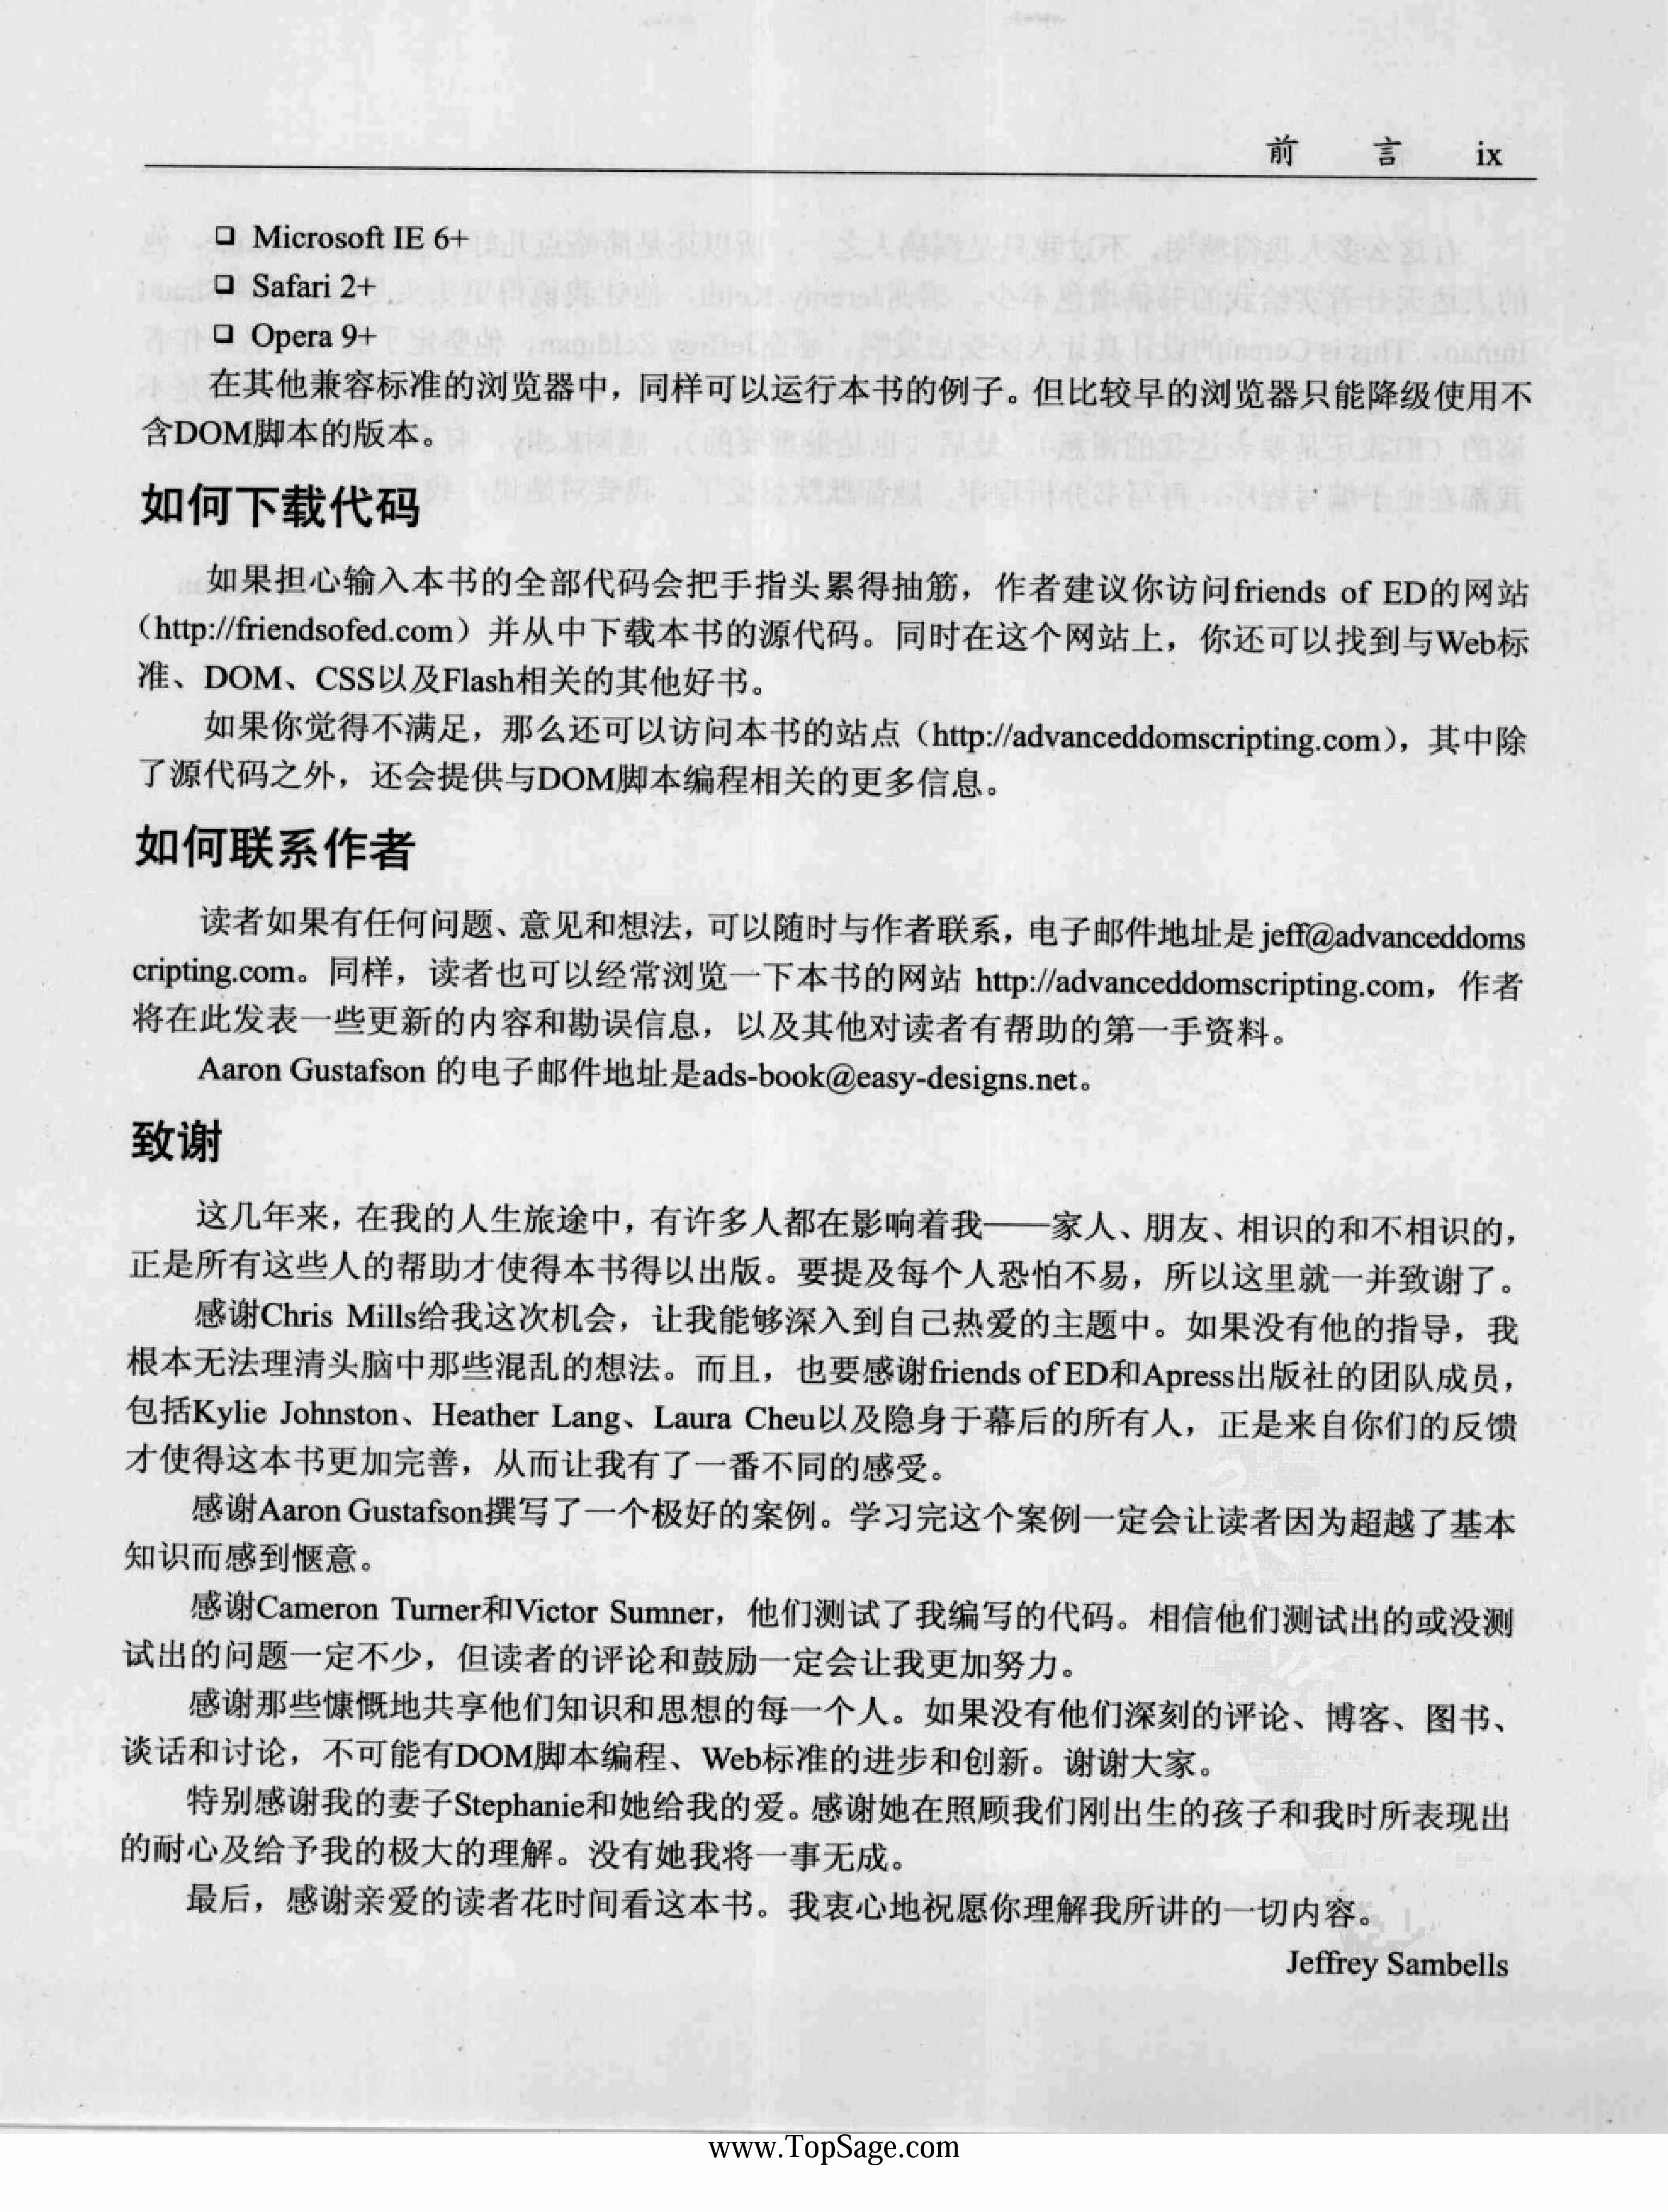 前 言 ix
❑ Microsoft IE 6+
❑ Safari 2+
❑ Opera 9+
在其他兼容标准的浏览器中，同样可以运行本书的例子。但比较早的浏览器只能降级使用不
含DOM脚本的版本。
如何下载代码
如果担心输入本书的全部代码会把手指头累得抽筋，作者建议你访问friends of ED的网站
（http://friendsofed.com）并从中下载本书的源代码。同时在这个网站上，你还可以找到与Web标
准、DOM、CSS以及Flash相关的其他好书。
如果你觉得不满足，那么还可以访问本书的站点（http://advanceddomscripting.com），其中除
了源代码之外，还会提供与DOM脚本编程相关的更多信息。
如何联系作者
读者如果有任何问题、意见和想法，可以随时与作者联系，电子邮件地址是jeff@advanceddoms
cripting.com。同样，读者也可以经常浏览一下本书的网站 http://advanceddomscripting.com，作者
将在此发表一些更新的内容和勘误信息，以及其他对读者有帮助的第一手资料。
Aaron Gustafson 的电子邮件地址是ads-book@easy-designs.net。
致谢
这几年来，在我的人生旅途中，有许多人都在影响着我——家人、朋友、相识的和不相识的，
正是所有这些人的帮助才使得本书得以出版。要提及每个人恐怕不易，所以这里就一并致谢了。
感谢Chris Mills给我这次机会，让我能够深入到自己热爱的主题中。如果没有他的指导，我
根本无法理清头脑中那些混乱的想法。而且，也要感谢friends of ED和Apress出版社的团队成员，
包括Kylie Johnston、Heather Lang、Laura Cheu以及隐身于幕后的所有人，正是来自你们的反馈
才使得这本书更加完善，从而让我有了一番不同的感受。
感谢Aaron Gustafson撰写了一个极好的案例。学习完这个案例一定会让读者因为超越了基本
知识而感到惬意。
感谢Cameron Turner和Victor Sumner，他们测试了我编写的代码。相信他们测试出的或没测
试出的问题一定不少，但读者的评论和鼓励一定会让我更加努力。
感谢那些慷慨地共享他们知识和思想的每一个人。如果没有他们深刻的评论、博客、图书、
谈话和讨论，不可能有DOM脚本编程、Web标准的进步和创新。谢谢大家。
特别感谢我的妻子Stephanie和她给我的爱。感谢她在照顾我们刚出生的孩子和我时所表现出
的耐心及给予我的极大的理解。没有她我将一事无成。
最后，感谢亲爱的读者花时间看这本书。我衷心地祝愿你理解我所讲的一切内容。
Jeffrey Sambells
www.TopSage.com